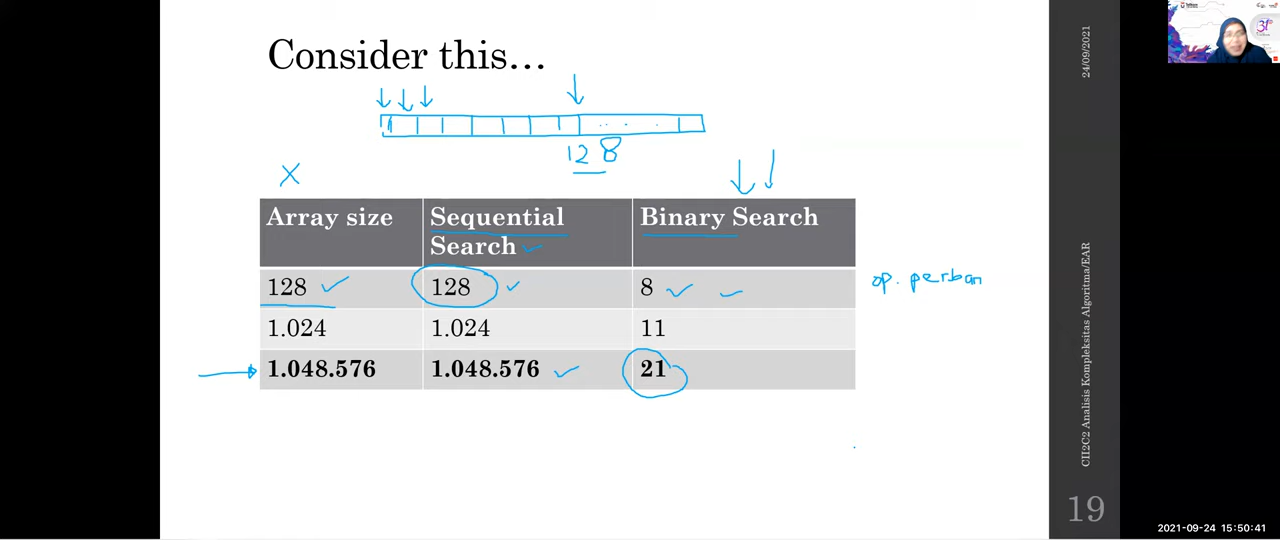 Consider this...
24/09/2021
128
X
Array size Sequential Search Binary Search
128 128 8
op. perban
1.024 1.024 11
1.048.576 1.048.576 21
CII2C2 Analisis Kompleksitas Algoritma/EAR
19
2021-09-24 15:50:41